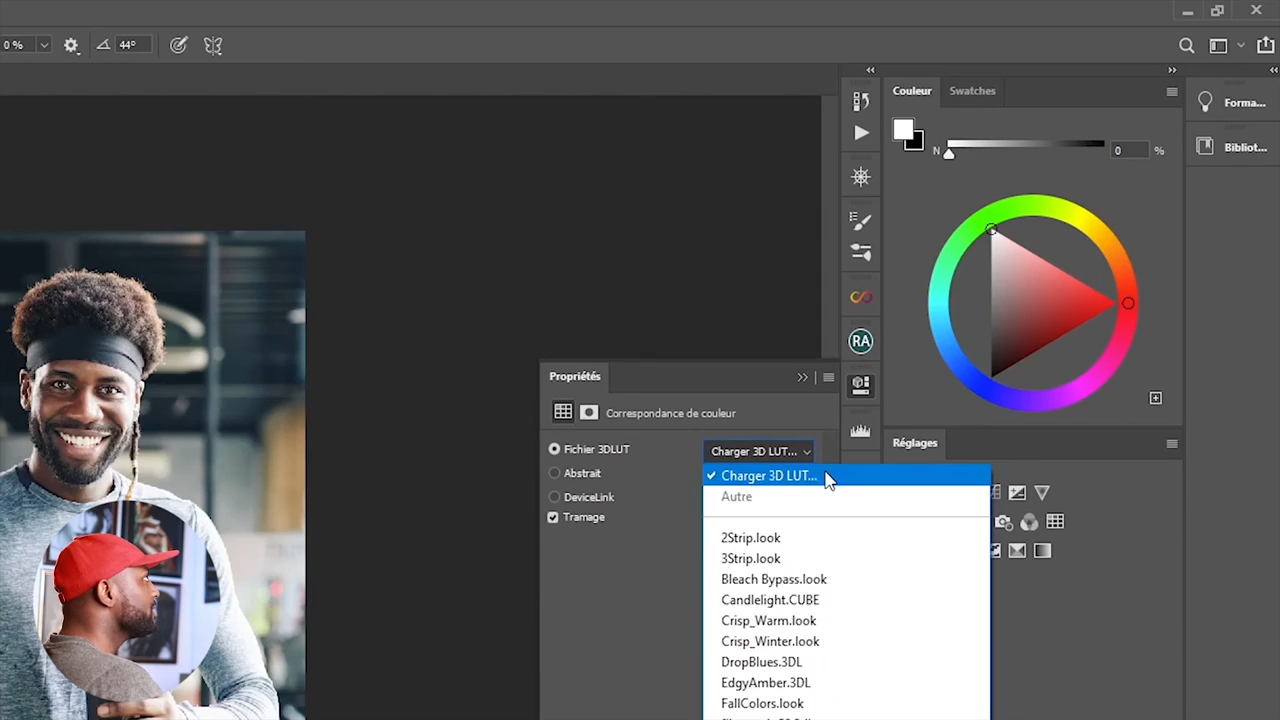 0 %
44°
Couleur
Swatches
Forma...
N
0
%
Bibliot...
RA
Propriétés
Correspondance de couleur
Fichier 3DLUT
Charger 3D LUT...
Réglages
Abstrait
Charger 3D LUT...
DeviceLink
Autre
Tramage
2Strip.look
3Strip.look
Bleach Bypass.look
Candlelight.CUBE
Crisp_Warm.look
Crisp_Winter.look
DropBlues.3DL
EdgyAmber.3DL
FallColors.look